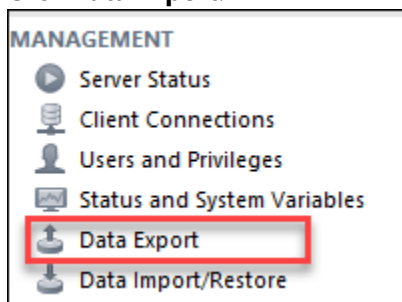 MANAGEMENT
Server Status
Client Connections
Users and Privileges
Status and System Variables
Data Export
Data Import/Restore